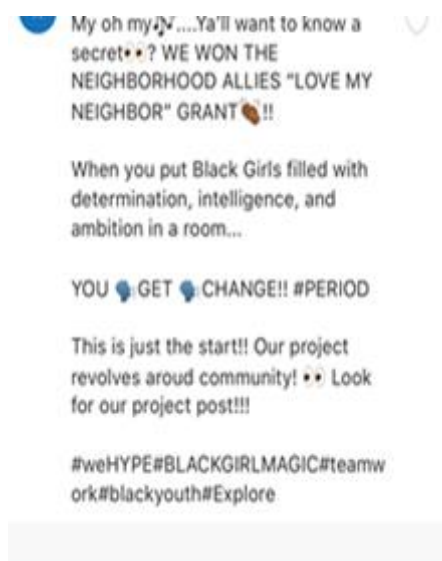 My oh my🎶....Ya'll want to know a
secret👀? WE WON THE
NEIGHBORHOOD ALLIES "LOVE MY
NEIGHBOR" GRANT👏🏾!!
When you put Black Girls filled with
determination, intelligence, and
ambition in a room...
YOU 🗣GET 🗣CHANGE!! #PERIOD
This is just the start!! Our project
revolves aroud community! 👀 Look
for our project post!!!
#weHYPE#BLACKGIRLMAGIC#teamw
ork#blackyouth#Explore